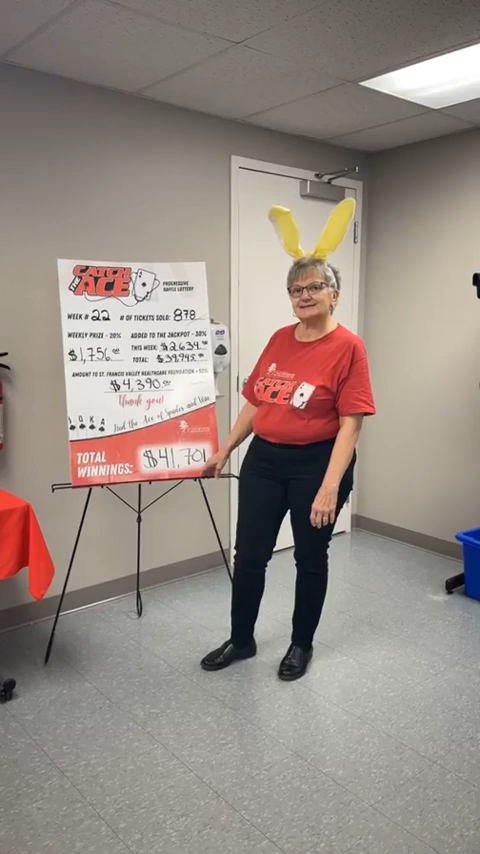 CATCH THE ACE
PROGRESSIVE RAFFLE LOTTERY
WEEK # 22 # OF TICKETS SOLD: 878
WEEKLY PRIZE - 20% ADDED TO THE JACKPOT - 30%
$1,756.00 THIS WEEK: $2,634.00
TOTAL: $39,945.00
AMOUNT TO ST. FRANCIS VALLEY HEALTHCARE FOUNDATION - 50%
$4,390.00
Thank you!
Find the Ace of Spades and Win
J Q K A
TOTAL WINNINGS: $41,701
CATCH THE ACE